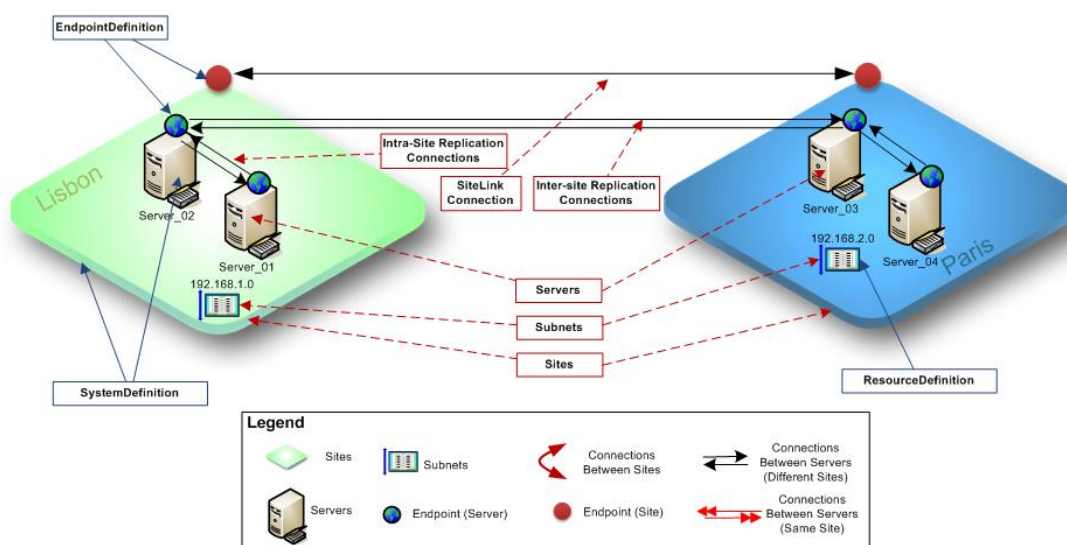 EndpointDefinition
Lisbon
Server_02
Server_01
192.168.1.0
Intra-Site Replication
Connections
SiteLink
Connection
Inter-site Replication
Connections
Server_03
192.168.2.0
Server_04
Paris
Servers
Subnets
Sites
SystemDefinition
ResourceDefinition
Legend
Sites
Subnets
Connections
Between Sites
Connections
Between Servers
(Different Sites)
Servers
Endpoint (Server)
Endpoint (Site)
Connections
Between Servers
(Same Site)